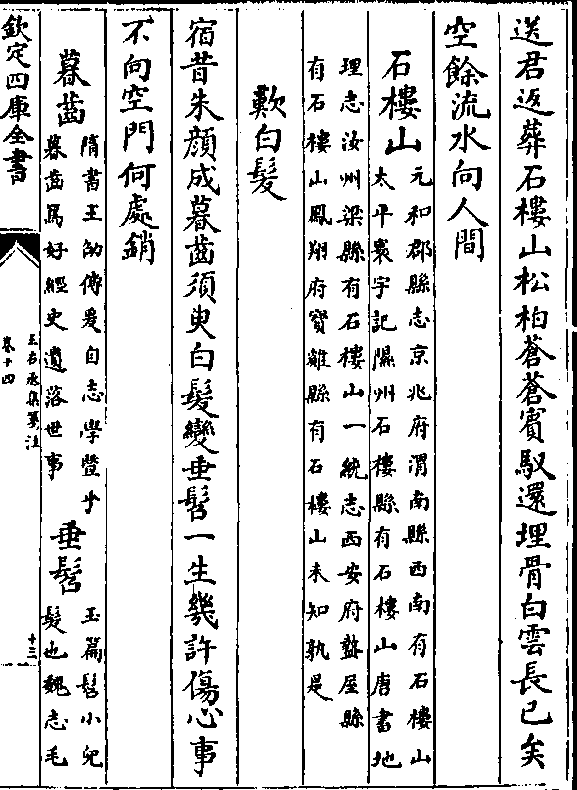 送君返葬石樓山松柏蒼蒼賓馭還埋骨白雲長已矣
空餘流水向人間
石樓山元和郡縣志京兆府渭南縣西南有石樓山
太平寰宇記隰州石樓縣有石樓山唐書地
理志汝州梁縣有石樓山一統志西安府盩厔縣
有石樓山鳳翔府寶雞縣有石樓山未知孰是
歎白髮
宿昔朱顏成暮齒須臾白髮變垂髫一生幾許傷心事
不向空門何處銷
暮齒隋書王劭傳爰自志學暨乎
暮齒篤好經史遺落世事
垂髫玉篇髫小兒
髮也魏志毛
欽定四庫全書
王右丞集箋注
卷十四
十三